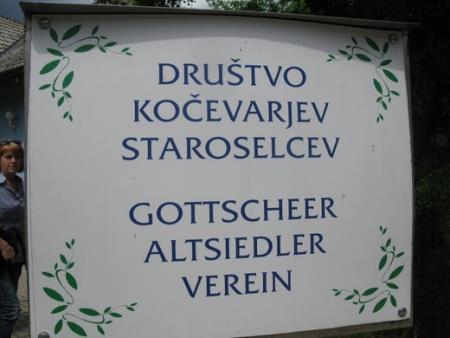 DRUŠTVO
KOČEVARJEV
STAROSELCEV
GOTTSCHEER
ALTSIEDLER
VEREIN